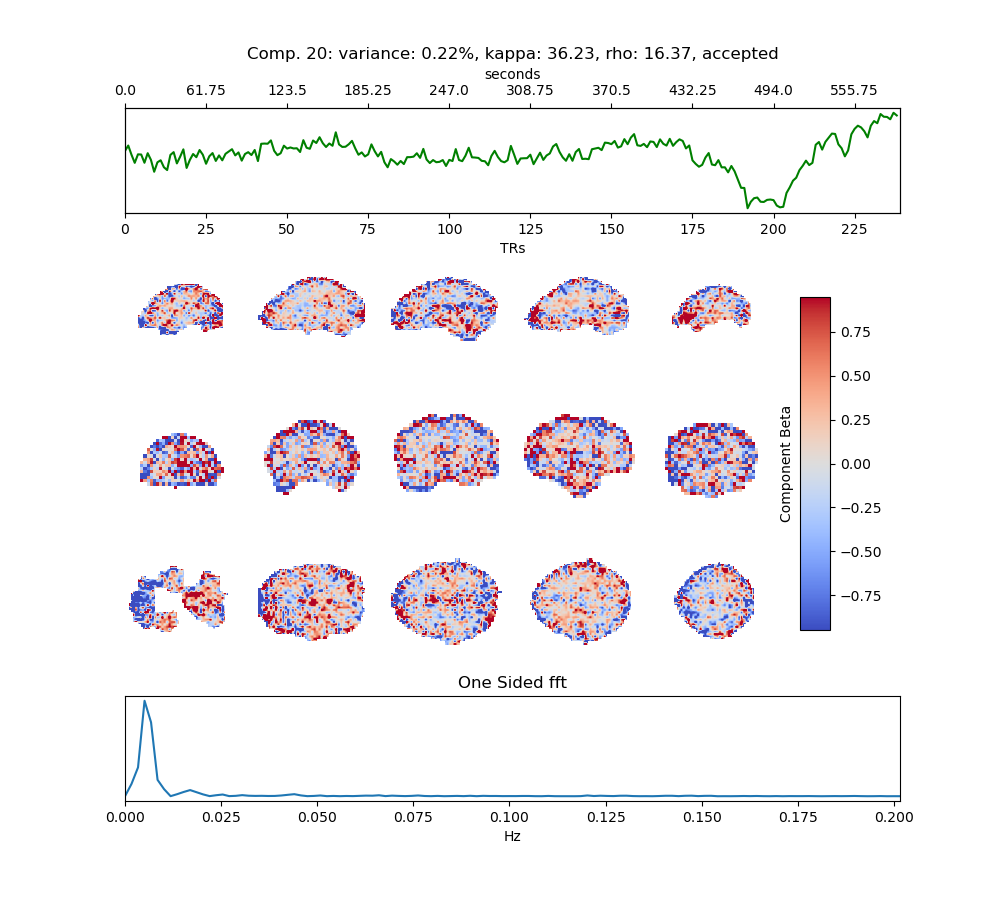 Comp. 20: variance: 0.22%, kappa: 36.23, rho: 16.37, accepted
seconds
0.0 61.75 123.5 185.25 247.0 308.75 370.5 432.25 494.0 555.75
0 25 50 75 100 125 150 175 200 225
TRs
0.75
0.50
0.25
0.00
−0.25
−0.50
−0.75
Component Beta
One Sided fft
0.000 0.025 0.050 0.075 0.100 0.125 0.150 0.175 0.200
Hz